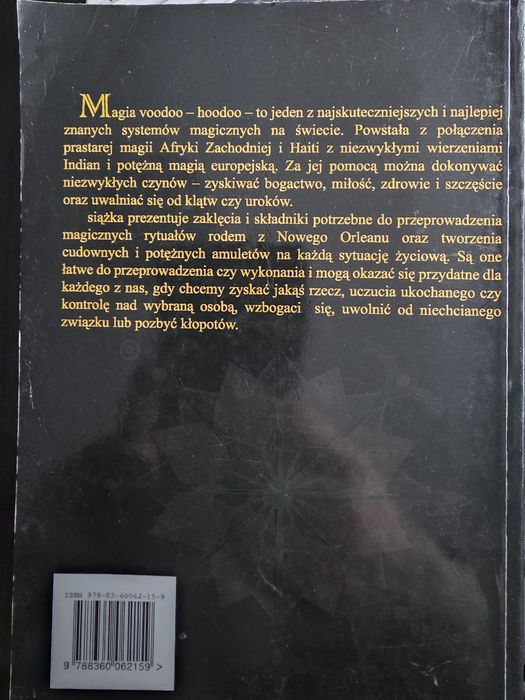 Magia voodoo – hoodoo – to jeden z najskuteczniejszych i najlepiej
znanych systemów magicznych na świecie. Powstała z połączenia
prastarej magii Afryki Zachodniej i Haiti z niezwykłymi wierzeniami
Indian i potężną magią europejską. Za jej pomocą można dokonywać
niezwykłych czynów – zyskiwać bogactwo, miłość, zdrowie i szczęście
oraz uwalniać się od klątw czy uroków.
siążka prezentuje zaklęcia i składniki potrzebne do przeprowadzenia
magicznych rytuałów rodem z Nowego Orleanu oraz tworzenia
cudownych i potężnych amuletów na każdą sytuację życiową. Są one
łatwe do przeprowadzenia czy wykonania i mogą okazać się przydatne dla
każdego z nas, gdy chcemy zyskać jakąś rzecz, uczucia ukochanego czy
kontrolę nad wybraną osobą, wzbogaci się, uwolnić od niechcianego
związku lub pozbyć kłopotów.
ISBN 978-83-60062-15-9
9 788360 062159 >